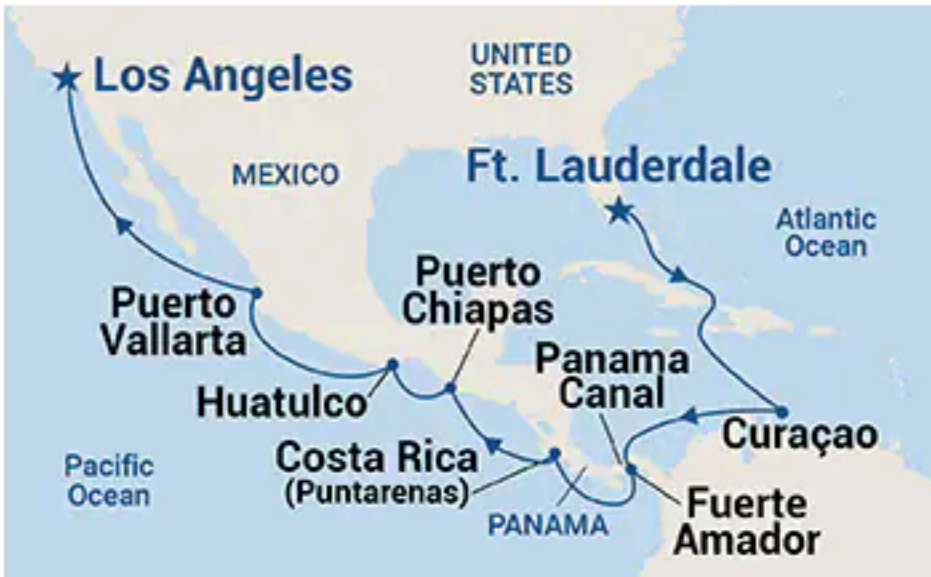 UNITED
STATES
Los Angeles
MEXICO
Ft. Lauderdale
Atlantic
Ocean
Puerto
Chiapas
Puerto
Vallarta
Panama
Canal
Huatulco
Curaçao
Costa Rica
(Puntarenas)
Pacific
Ocean
PANAMA
Fuerte
Amador